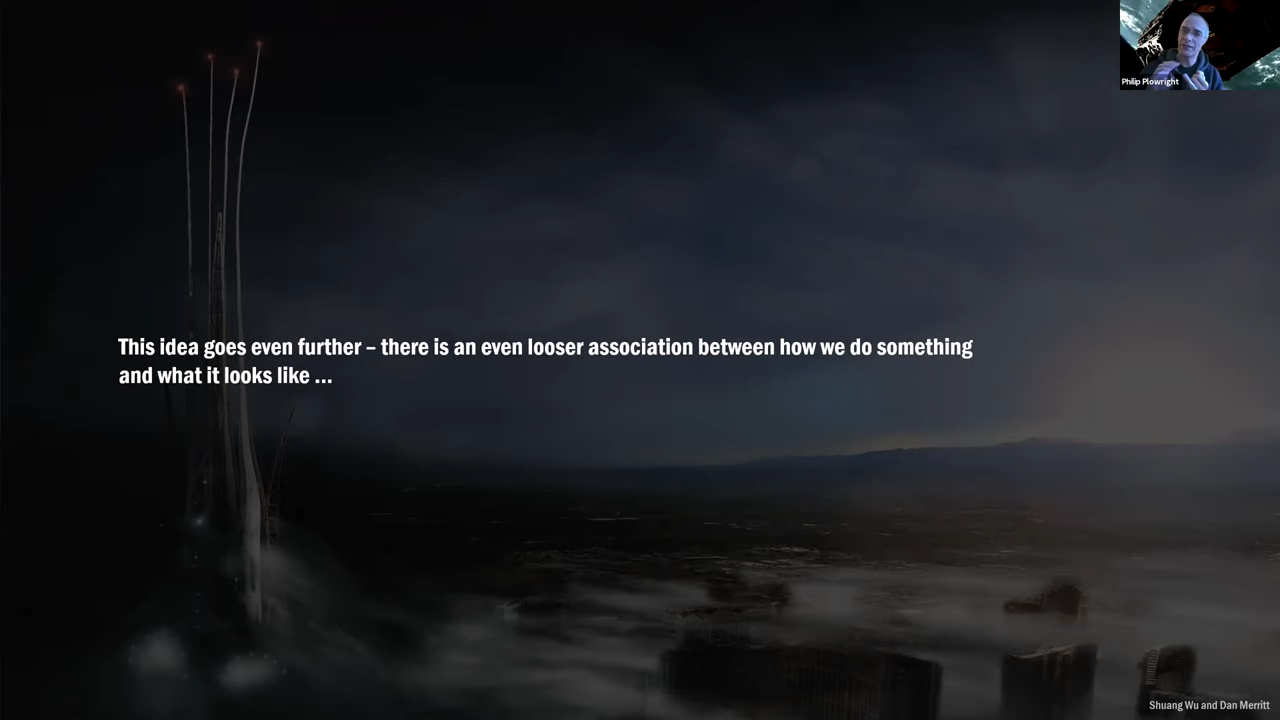 Philip Plowright
This idea goes even further – there is an even looser association between how we do something
and what it looks like ...
Shuang Wu and Dan Merritt